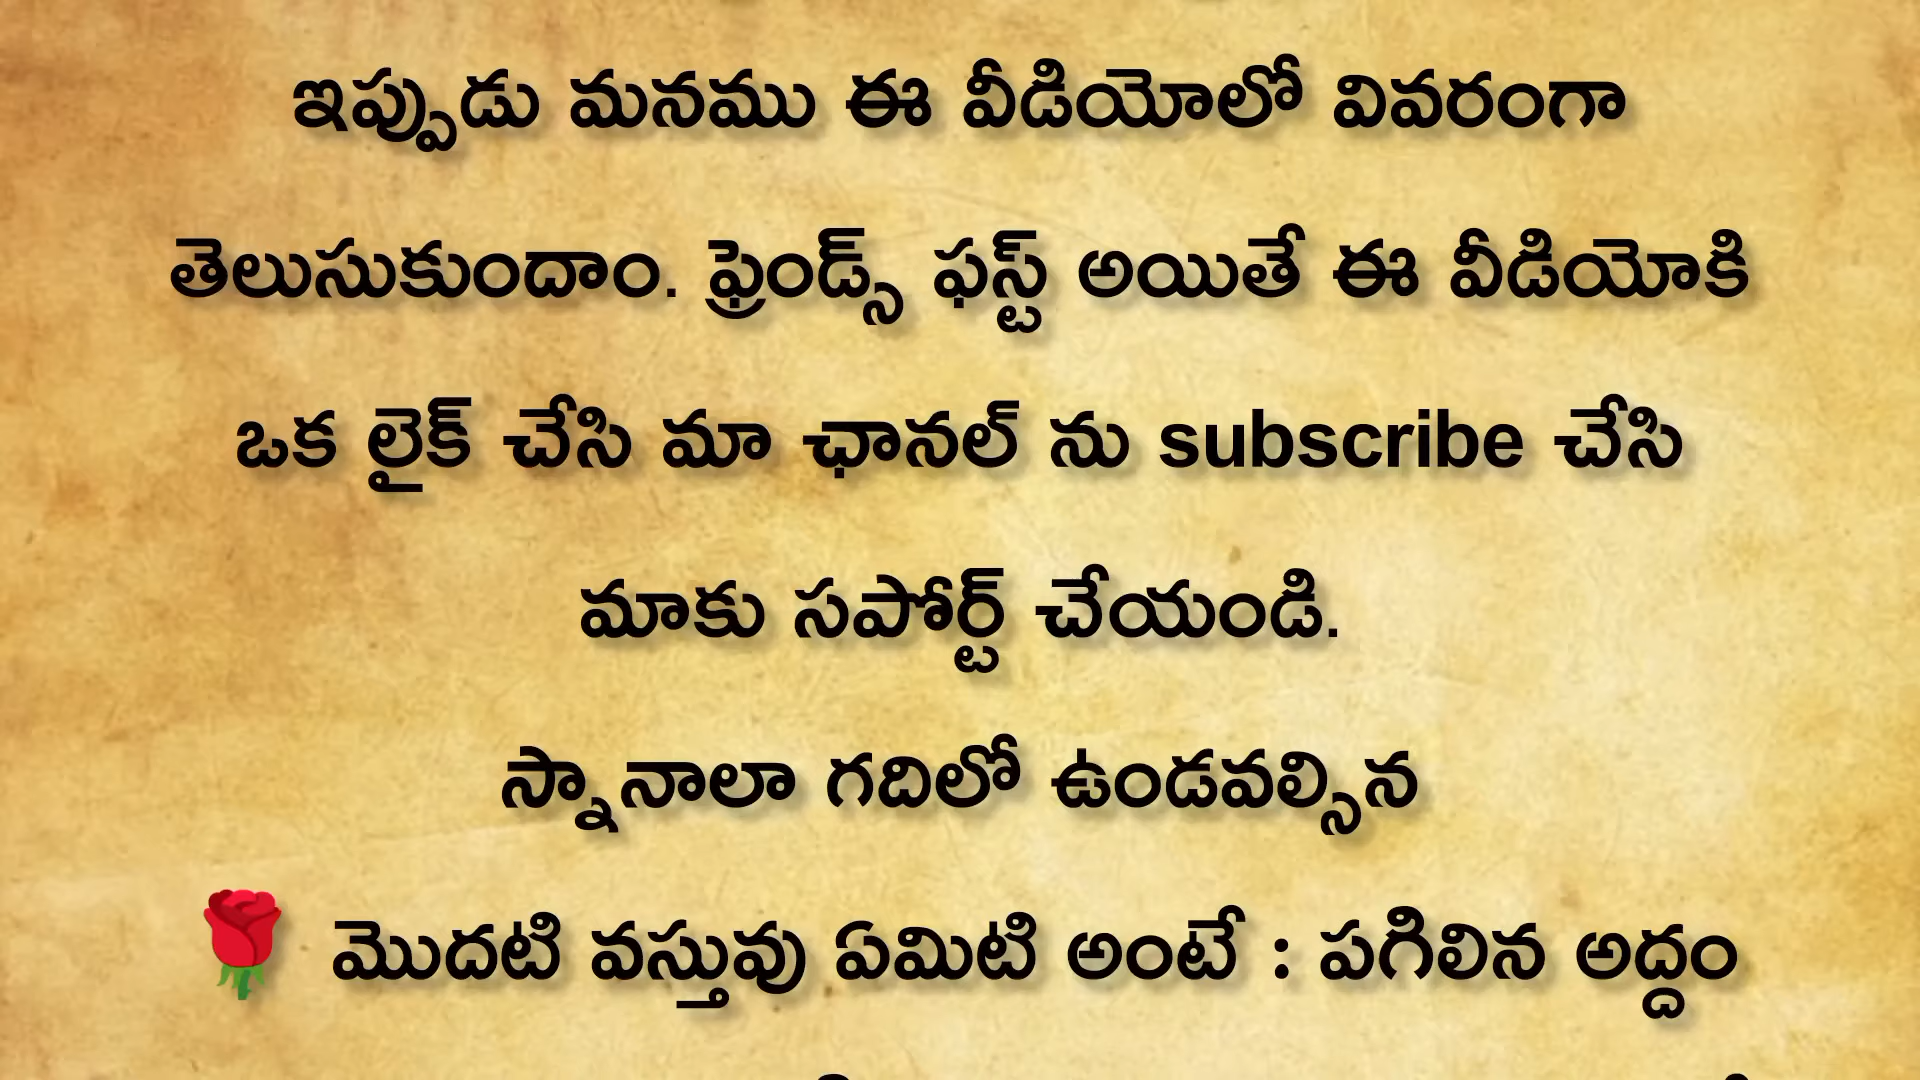 ఇప్పుడు మనము ఈ వీడియోలో వివరంగా
తెలుసుకుందాం. ఫ్రెండ్స్ ఫస్ట్ అయితే ఈ వీడియోకి
ఒక లైక్ చేసి మా ఛానల్ ను subscribe చేసి
మాకు సపోర్ట్ చేయండి.
స్నానాలా గదిలో ఉండవల్సిన
🌹 మొదటి వస్తువు ఏమిటి అంటే : పగిలిన అద్దం